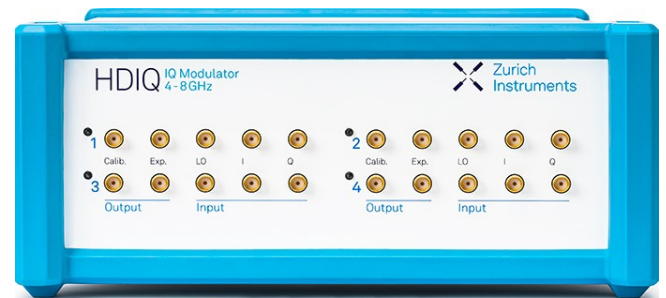 HDIQ IQ Modulator
4-8GHz
Zurich
Instruments
1 2
Calib. Exp. LO I Q Calib. Exp. LO I Q
3 4
Output Input Output Input